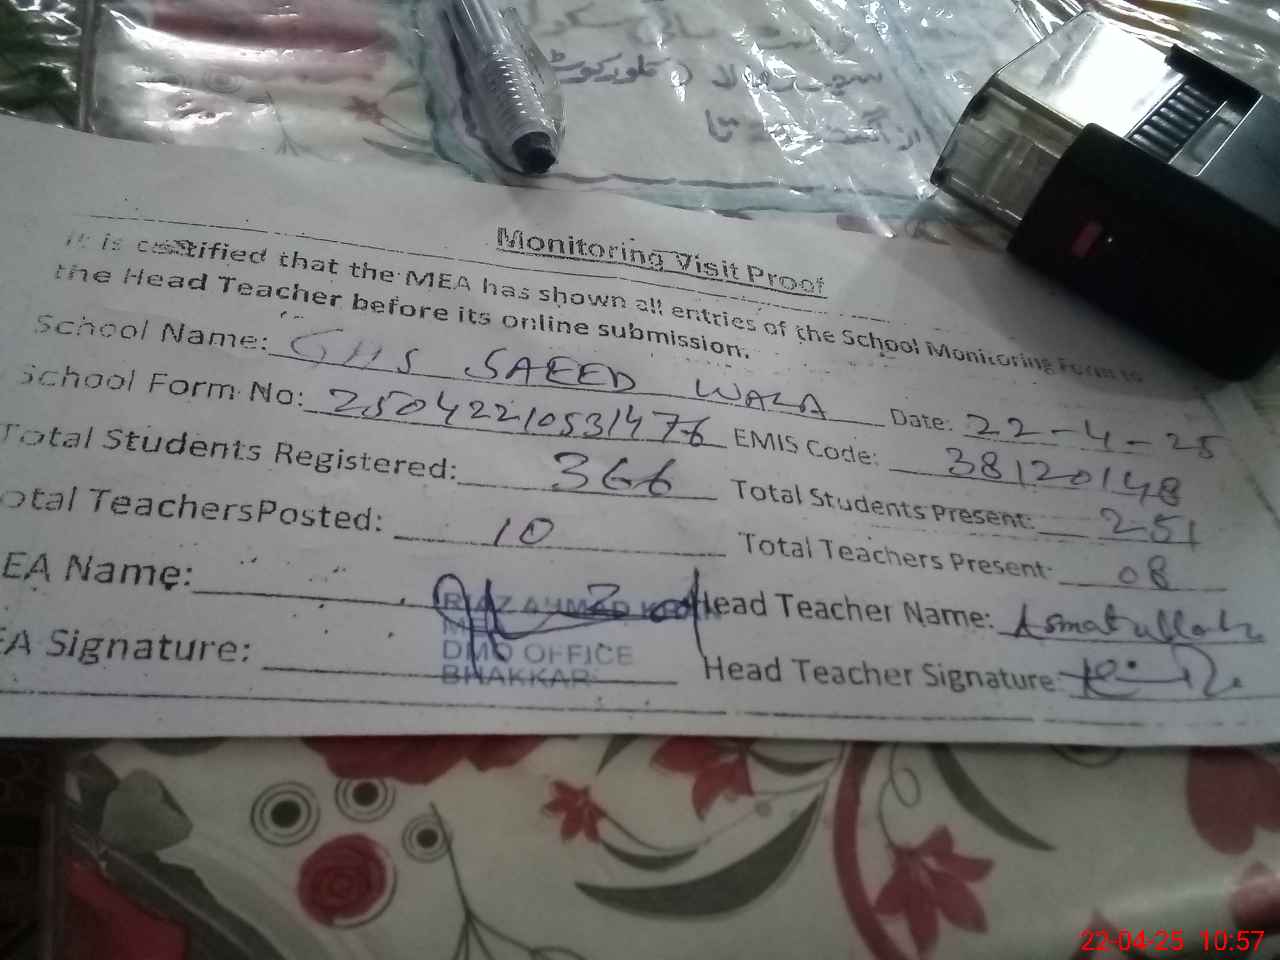 سکول
Monitoring Visit Proof
It is certified that the MEA has shown all entries of the School Monitoring Form to
the Head Teacher before its online submission.
School Name: GHS SAEED WALA Date: 22-4-25
School Form No: 25042210531476 EMIS Code: 38120148
Total Students Registered: 366 Total Students Present: 251
otal TeachersPosted: 10 Total Teachers Present: 08
EA Name: RIAZ AHMAD Head Teacher Name: Asmatullah
EA Signature: DMO OFFICE Head Teacher Signature:
BHAKKAR
22-04-25 10:57